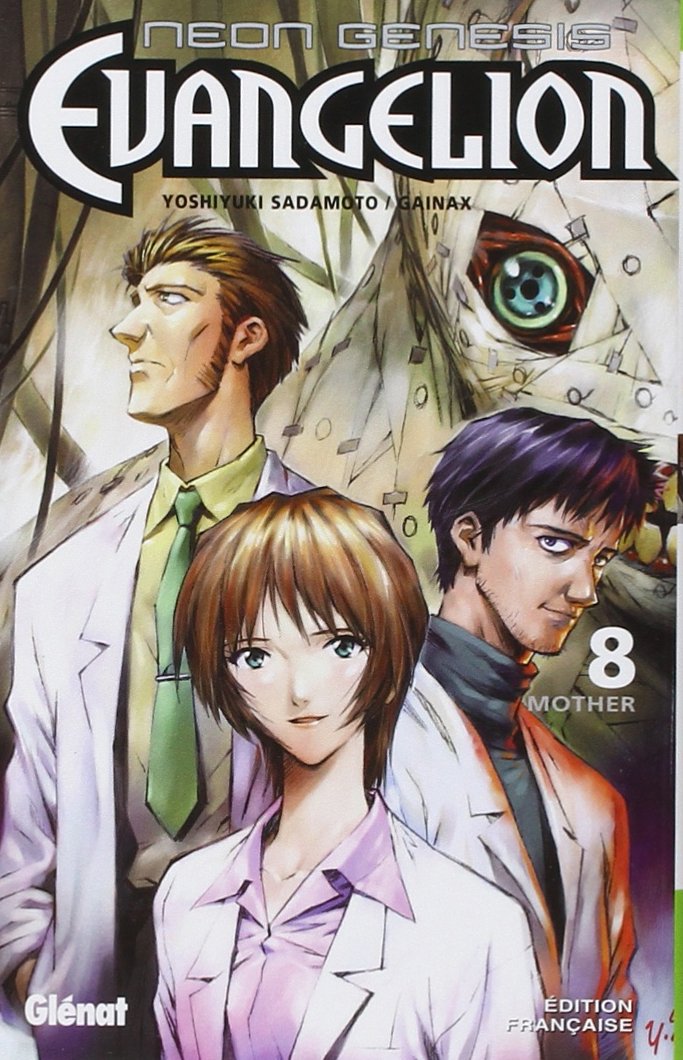 NEON GENESIS
EVANGELION
YOSHIYUKI SADAMOTO / GAINAX
8
MOTHER
Glénat
ÉDITION
FRANÇAISE